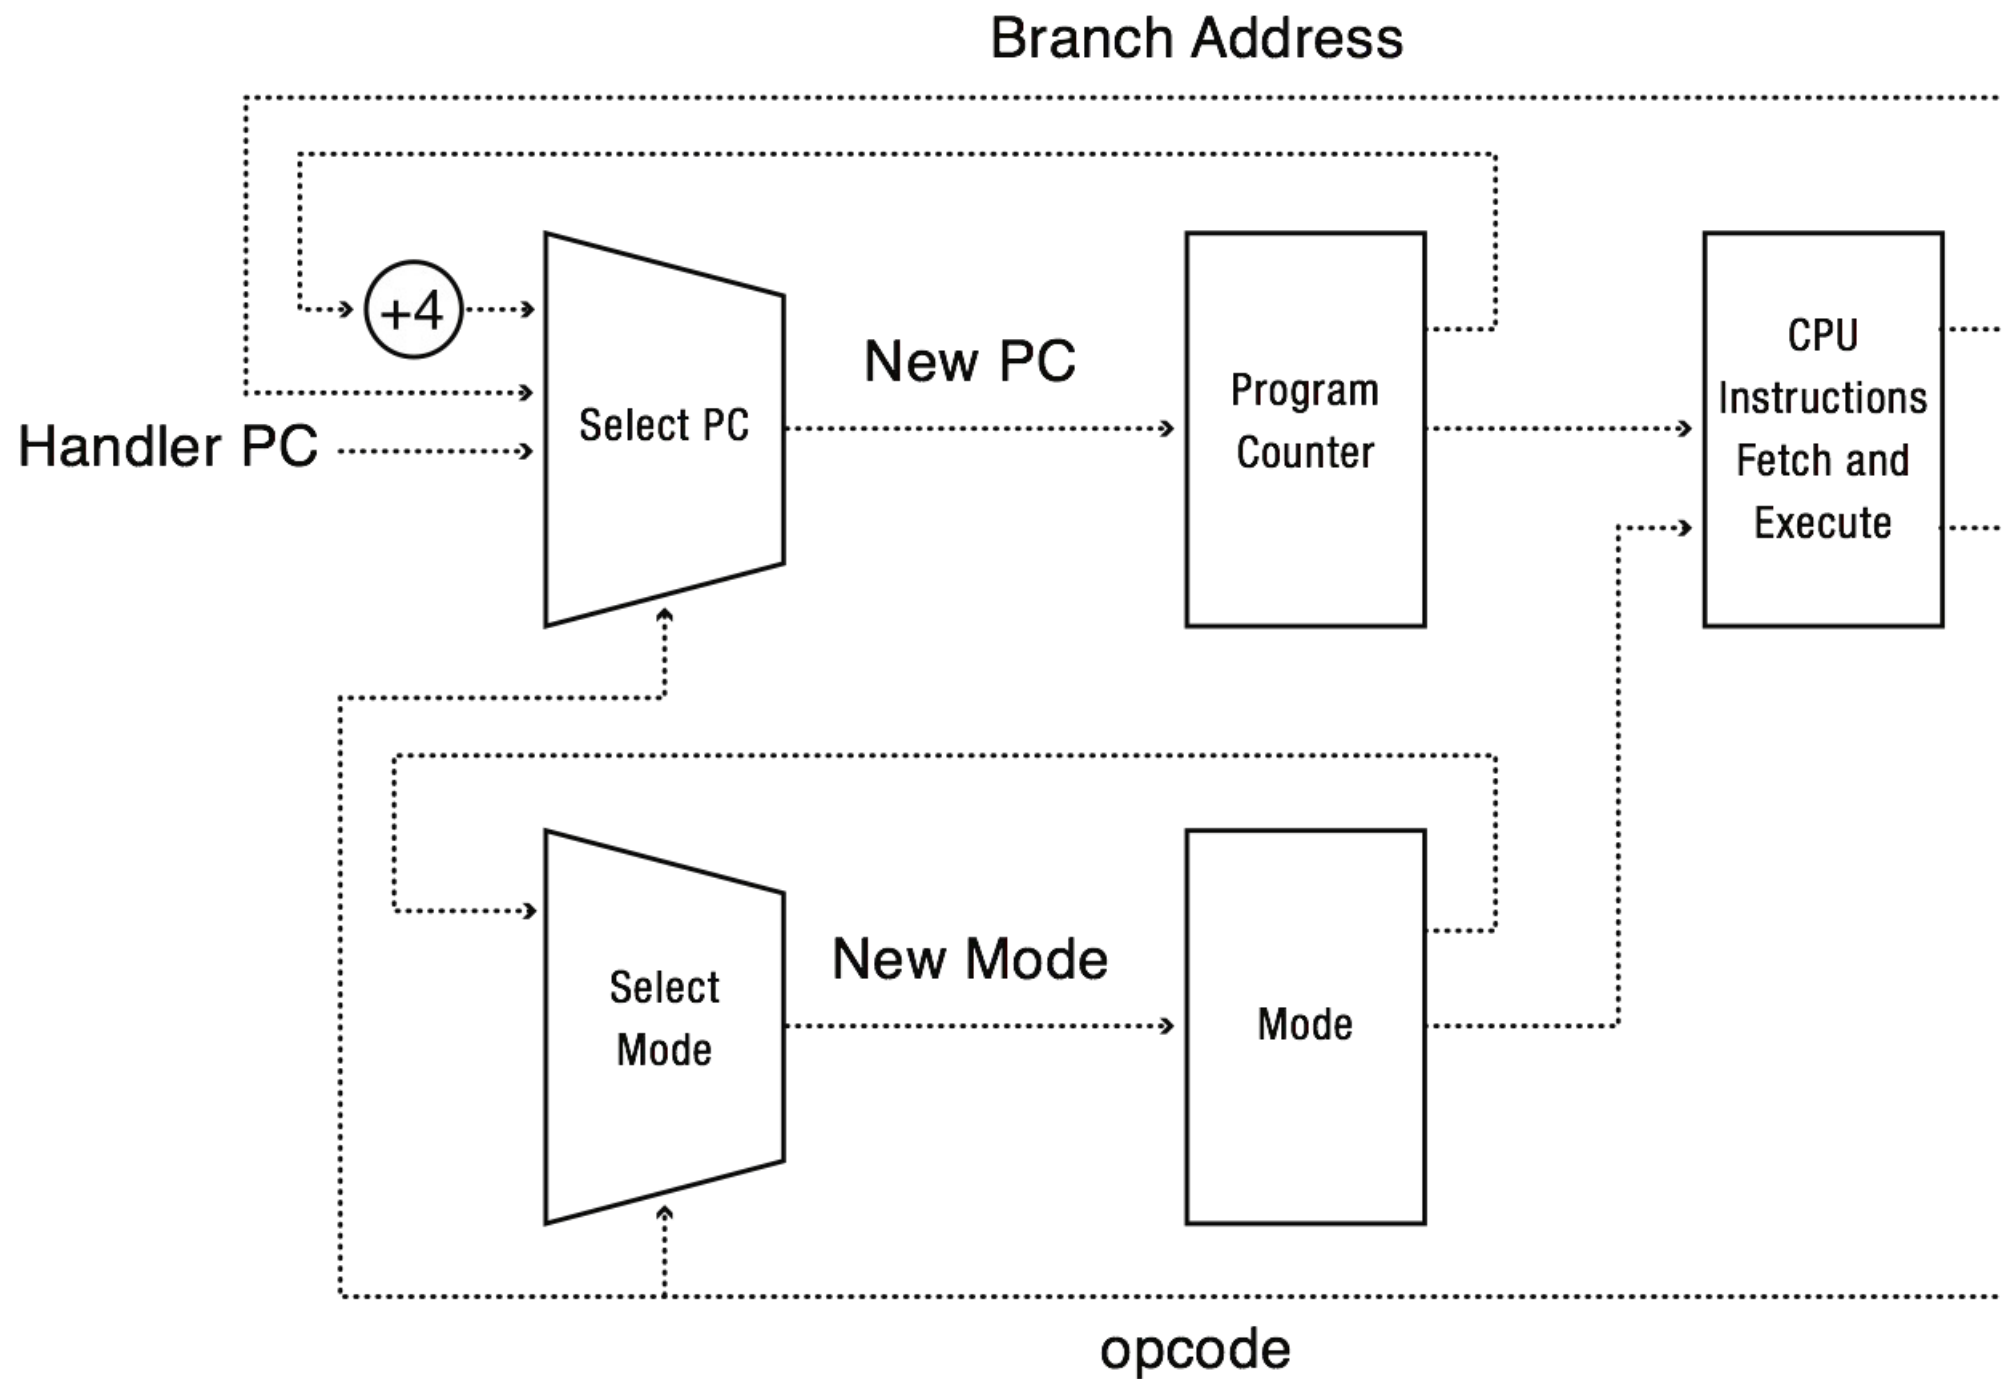 Branch Address
+4
Handler PC
Select PC
New PC
Program
Counter
CPU
Instructions
Fetch and
Execute
Select
Mode
New Mode
Mode
opcode